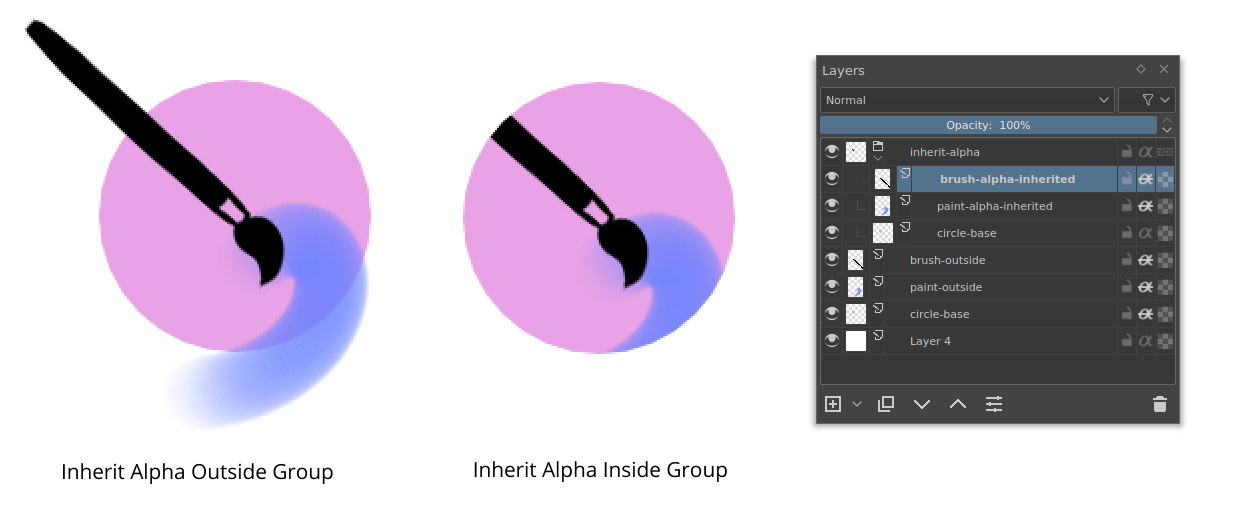 Layers
Normal
Opacity: 100%
inherit-alpha
brush-alpha-inherited
paint-alpha-inherited
circle-base
brush-outside
paint-outside
circle-base
Layer 4
Inherit Alpha Outside Group
Inherit Alpha Inside Group